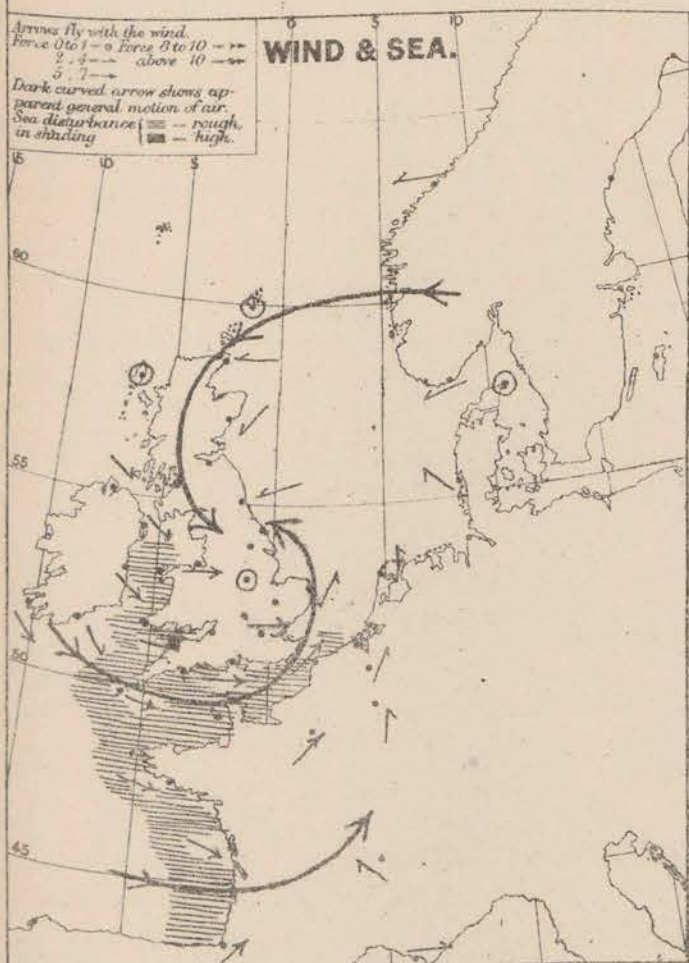 WIND & SEA.
Arrows fly with the wind.
Force 0 to 1 — Force 8 to 10 —
2 . 4 — above 10 —
5 . 7 —
Dark curved arrow shows ap-
parent general motion of air.
Sea disturbance { — rough,
in shading — high.
0
5
10
15
10
5
60
55
50
45